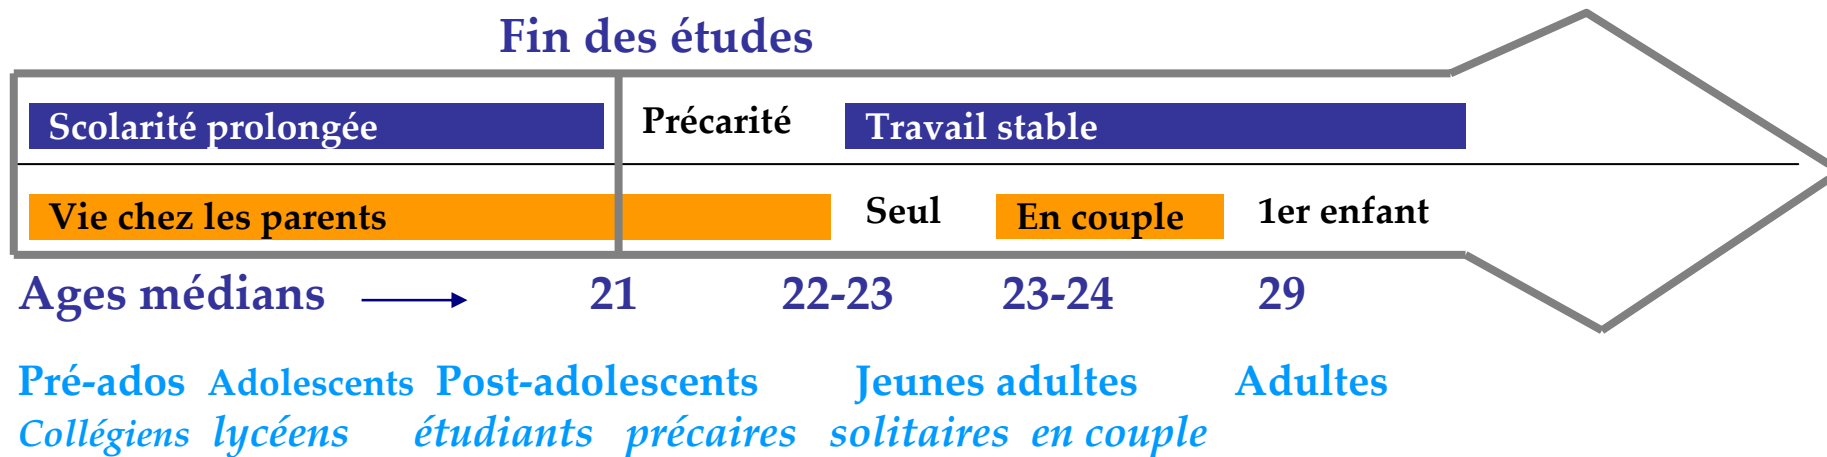 Fin des études
Scolarité prolongée Précarité Travail stable
Vie chez les parents Seul En couple 1er enfant
Ages médians 21 22-23 23-24 29
Pré-ados Adolescents Post-adolescents Jeunes adultes Adultes
Collégiens lycéens étudiants précaires solitaires en couple